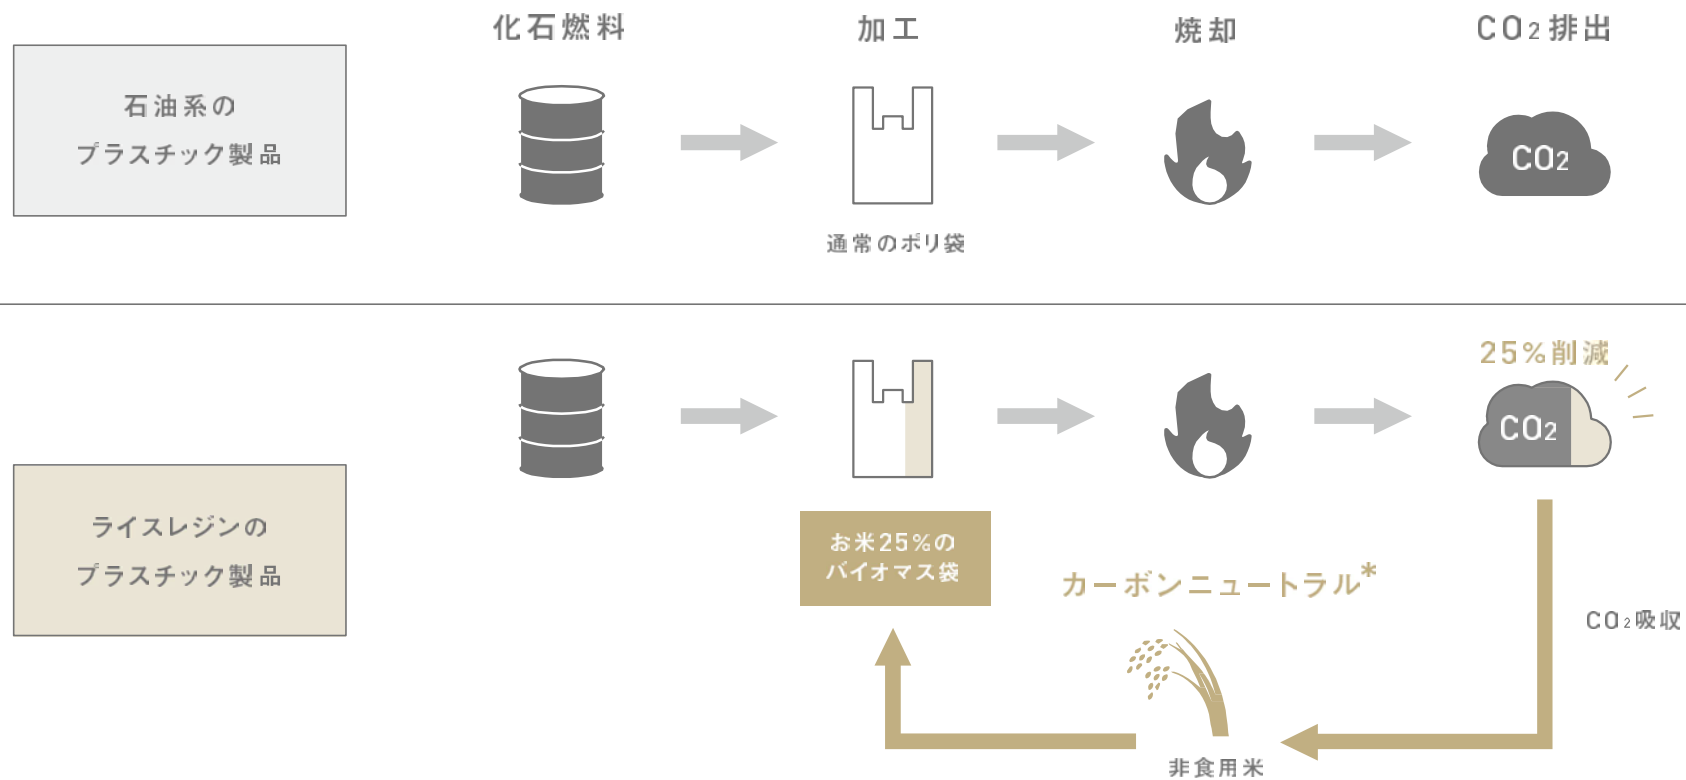 化石燃料
加工
焼却
CO2排出
石油系の
プラスチック製品
CO2
通常のポリ袋
25%削減
CO2
ライスレジンの
プラスチック製品
お米25%の
バイオマス袋
カーボンニュートラル*
CO2吸収
非食用米